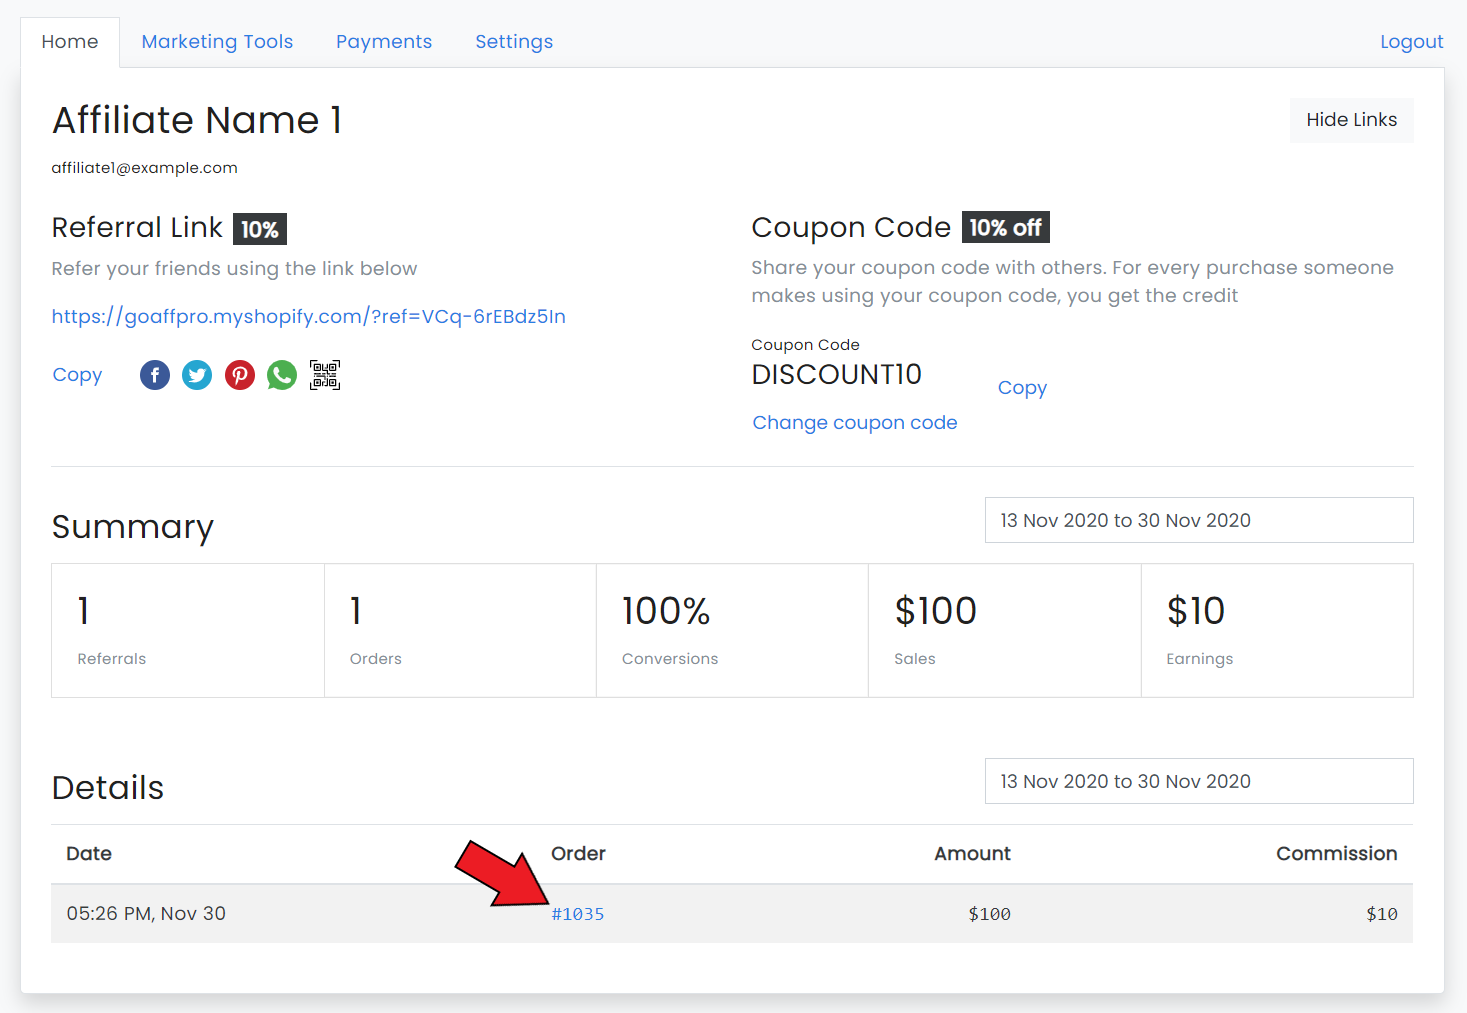 Home Marketing Tools Payments Settings Logout
Affiliate Name 1 Hide Links
affiliate1@example.com
Referral Link 10%
Refer your friends using the link below
https://goaffpro.myshopify.com/?ref=VCq-6rEBdz5In
Copy
Coupon Code 10% off
Share your coupon code with others. For every purchase someone
makes using your coupon code, you get the credit
Coupon Code
DISCOUNT10
Copy
Change coupon code
Summary 13 Nov 2020 to 30 Nov 2020
1 1 100% $100 $10
Referrals Orders Conversions Sales Earnings
Details 13 Nov 2020 to 30 Nov 2020
Date Order Amount Commission
05:26 PM, Nov 30 #1035 $100 $10